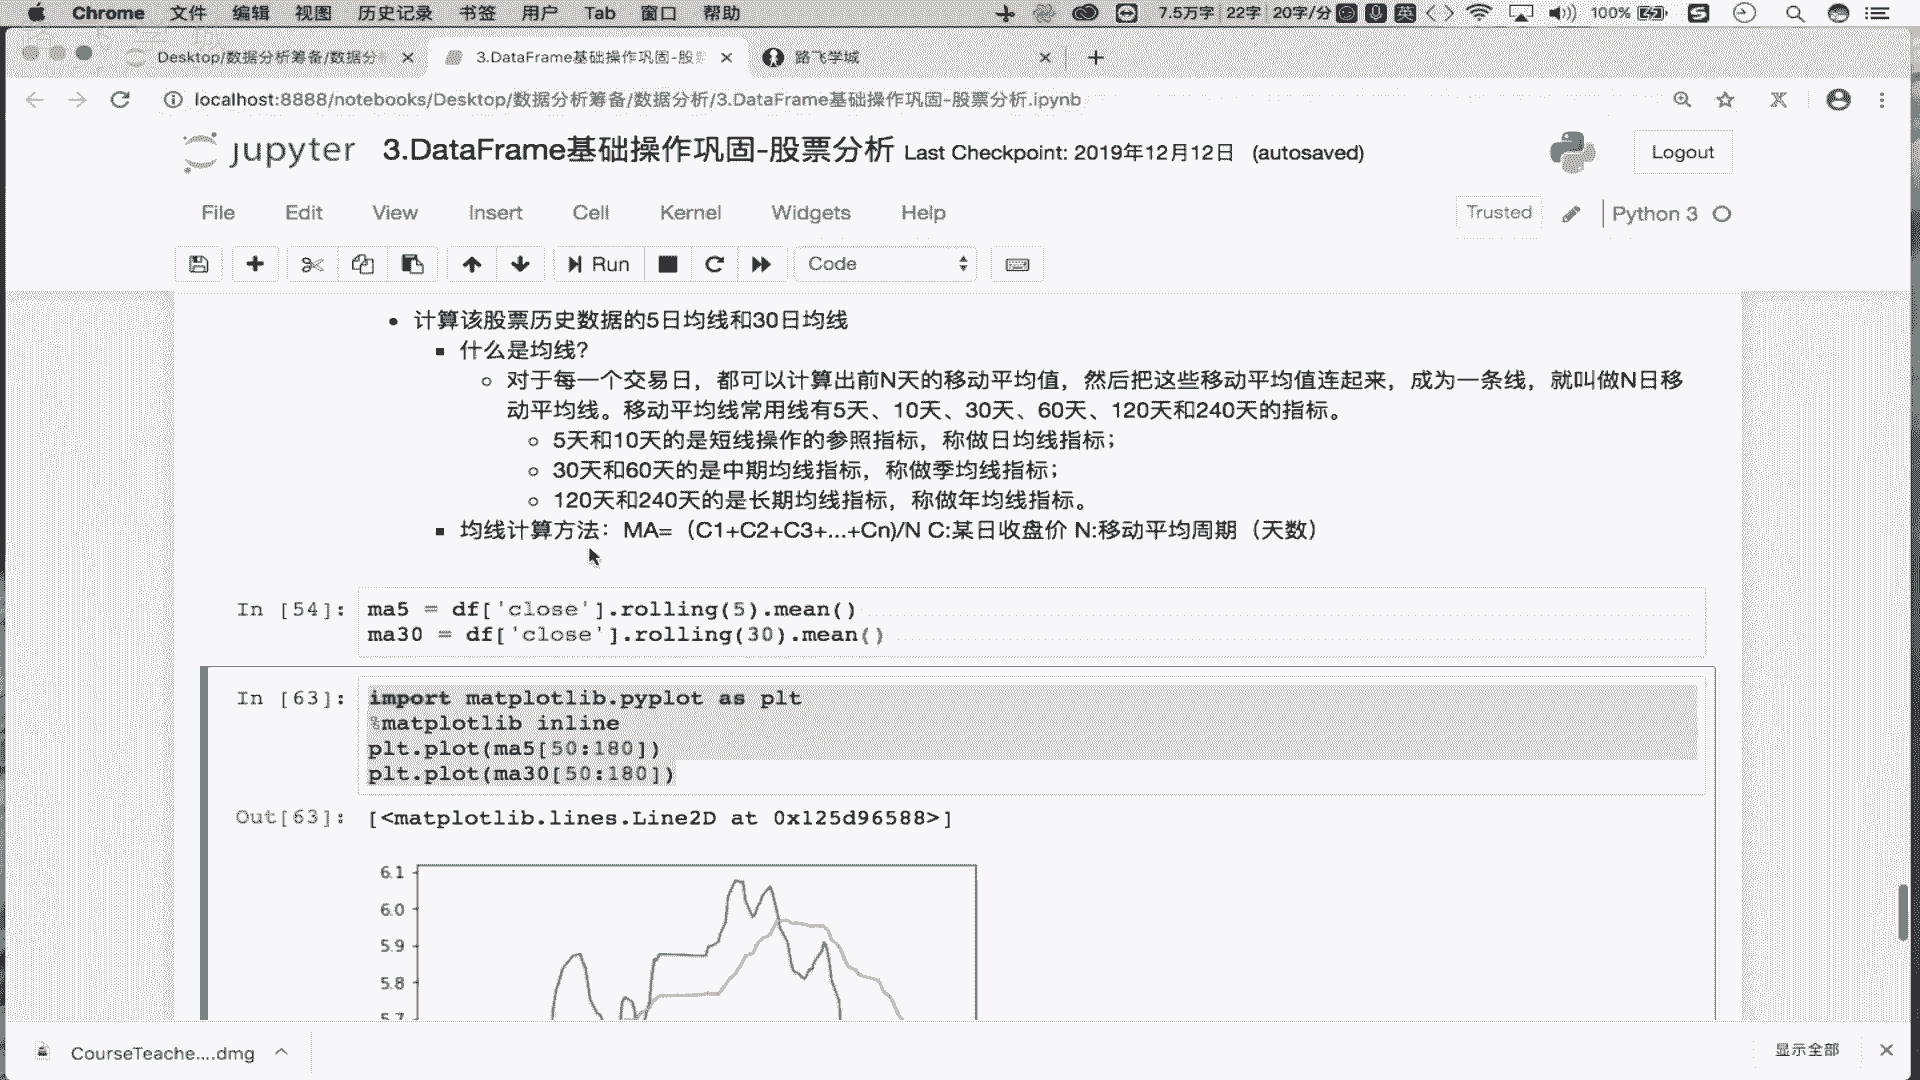 Chrome 文件 编辑 视图 历史记录 书签 用户 Tab 窗口 帮助 7.5万字 22字 20字/分 英 100%
Desktop/数据分析筹备/数据分析 3.DataFrame基础操作巩固-股票 路飞学城
localhost:8888/notebooks/Desktop/数据分析筹备/数据分析/3.DataFrame基础操作巩固-股票分析.ipynb
jupyter 3.DataFrame基础操作巩固-股票分析 Last Checkpoint: 2019年12月12日 (autosaved) Logout
File Edit View Insert Cell Kernel Widgets Help Trusted Python 3
Run Code
计算该股票历史数据的5日均线和30日均线
什么是均线？
对于每一个交易日，都可以计算出前N天的移动平均值，然后把这些移动平均值连起来，成为一条线，就叫做N日移
动平均线。移动平均线常用线有5天、10天、30天、60天、120天和240天的指标。
5天和10天的是短线操作的参照指标，称做日均线指标；
30天和60天的是中期均线指标，称做季均线指标；
120天和240天的是长期均线指标，称做年均线指标。
均线计算方法：MA=（C1+C2+C3+...+Cn)/N C:某日收盘价 N:移动平均周期（天数）
In [54]: ma5 = df['close'].rolling(5).mean()
ma30 = df['close'].rolling(30).mean()
In [63]: import matplotlib.pyplot as plt
%matplotlib inline
plt.plot(ma5[50:180])
plt.plot(ma30[50:180])
Out[63]: [<matplotlib.lines.Line2D at 0x125d96588>]
6.1
6.0
5.9
5.8
5.7
CourseTeache....dmg 显示全部